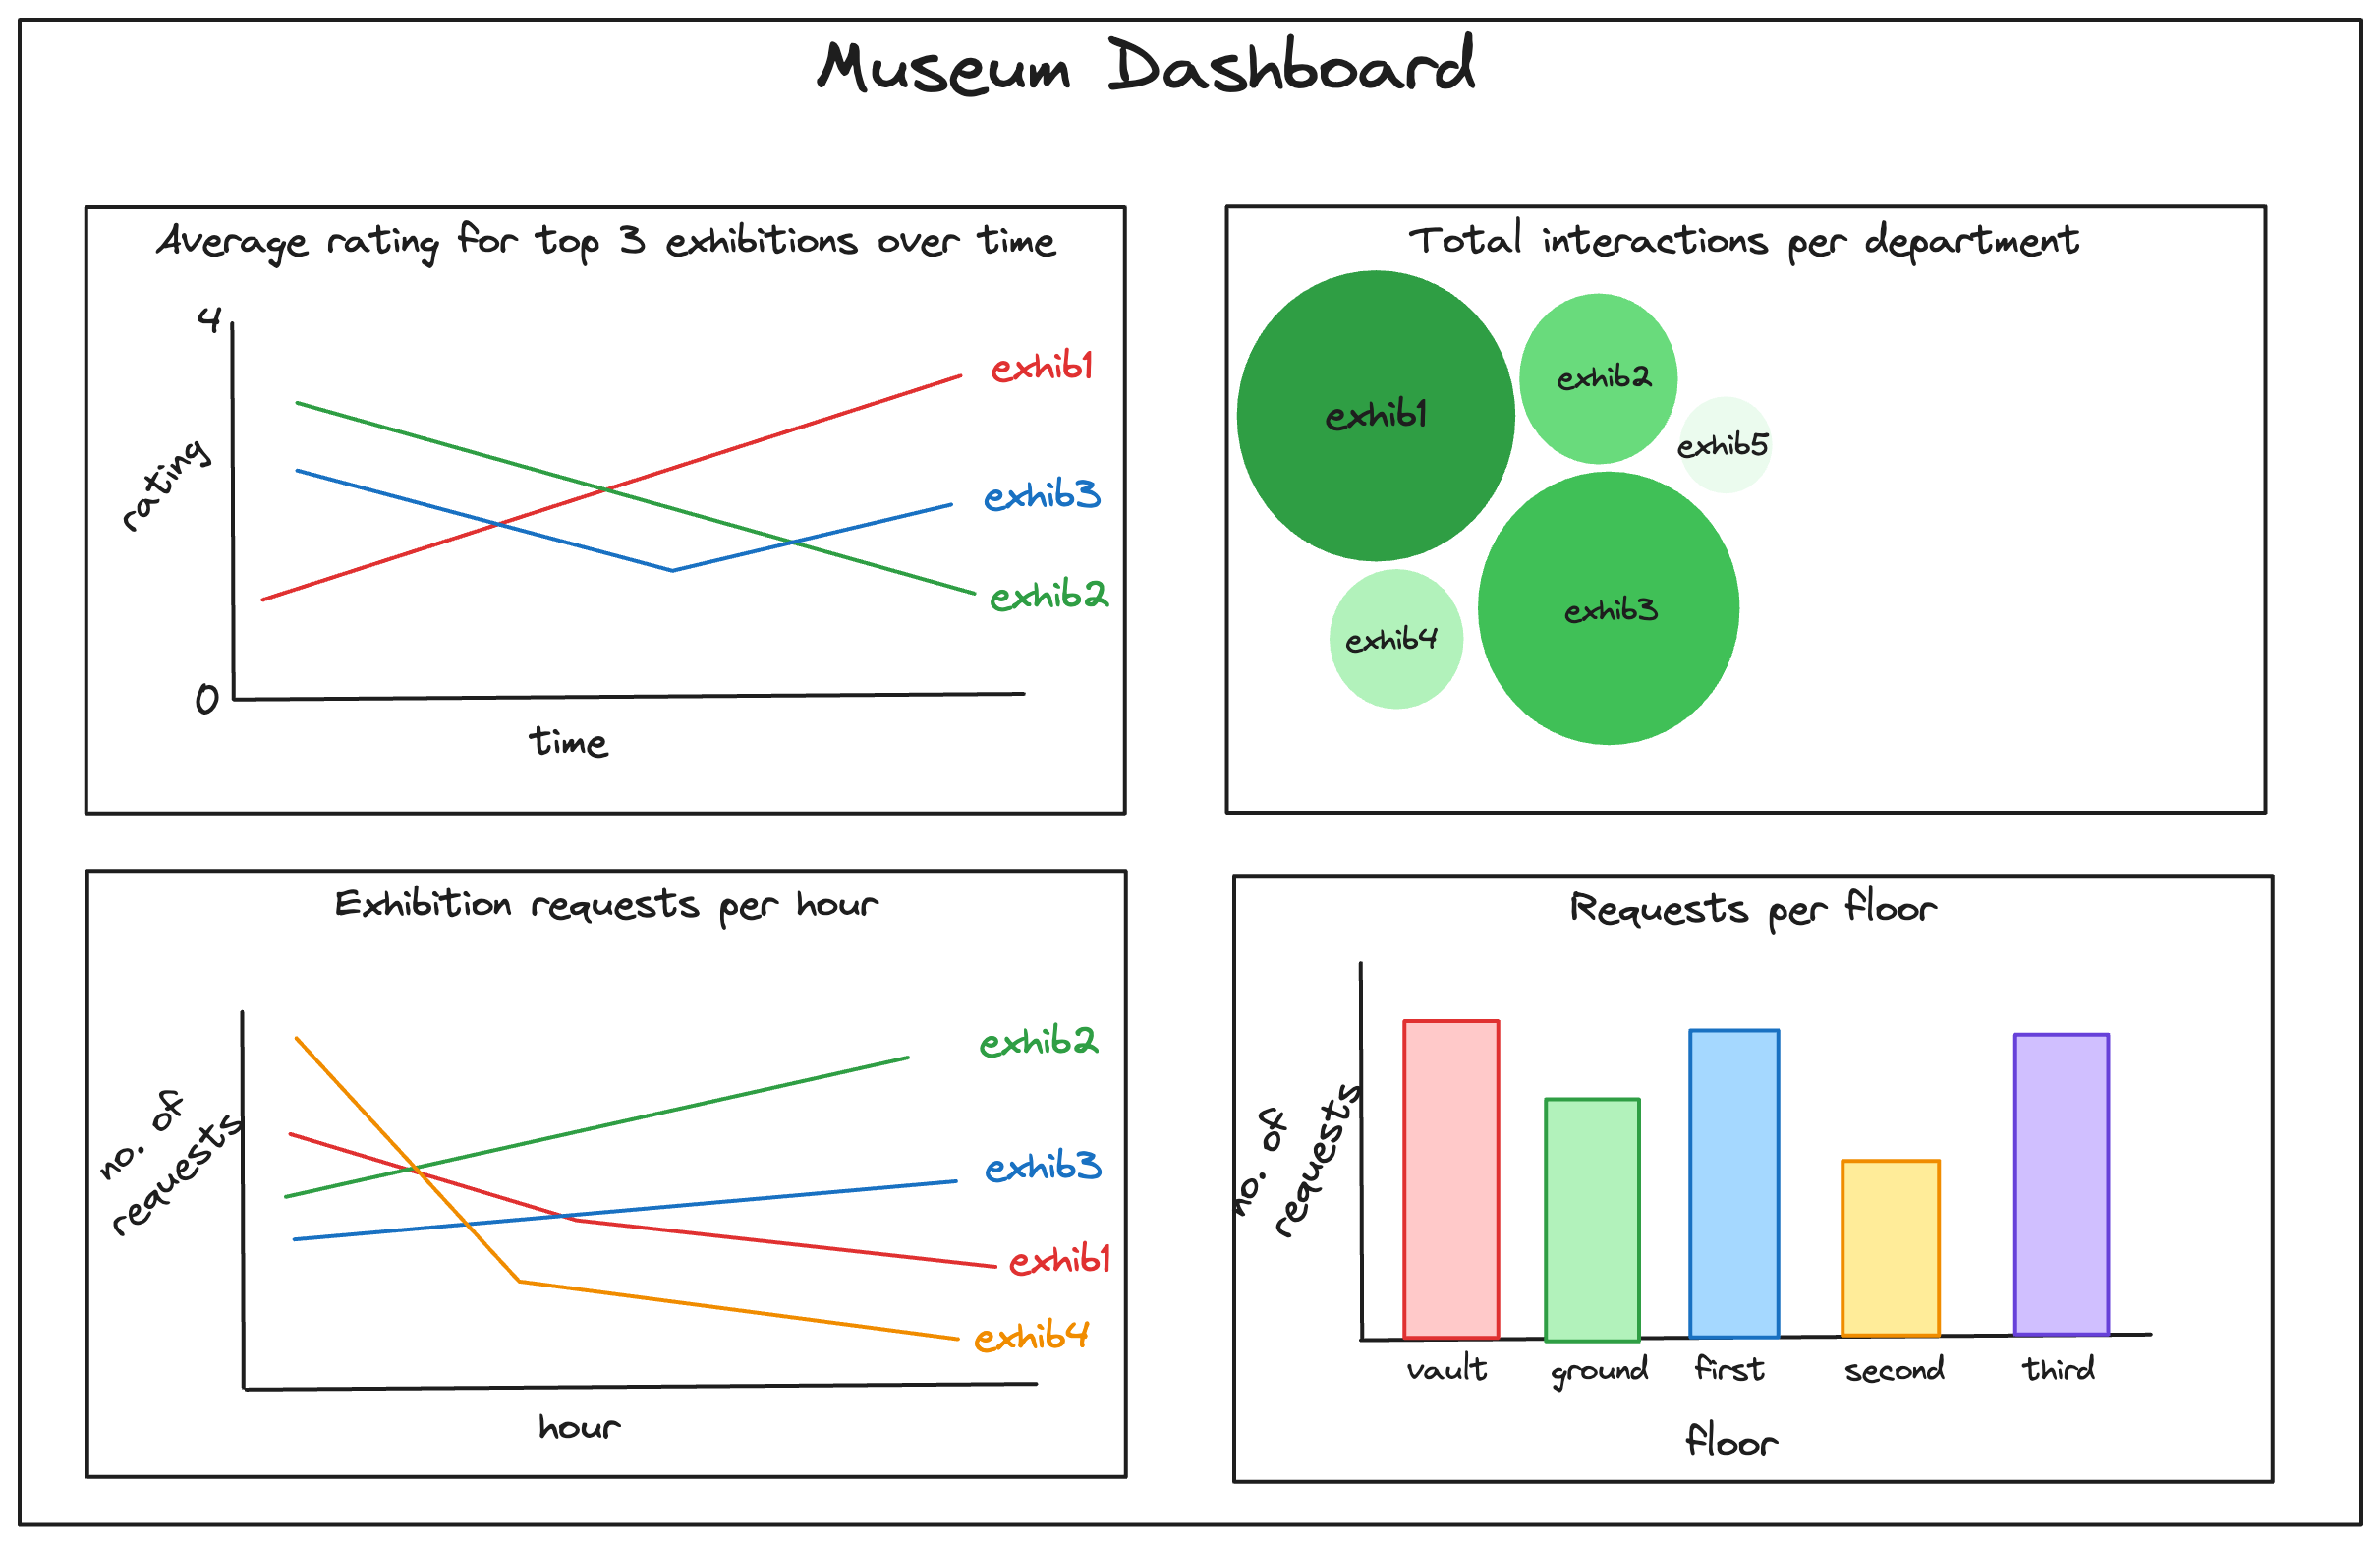 Museum Dashboard
Average rating for top 3 exhibitions over time
4
rating
exhib1
exhib3
exhib2
0
time
Total interactions per department
exhib1
exhib2
exhib5
exhib3
exhib4
Exhibition requests per hour
no. of
requests
exhib2
exhib3
exhib1
exhib4
hour
Requests per floor
no. of
requests
vault
ground
first
second
third
floor